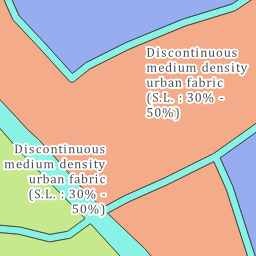 Discontinuous
medium density
urban fabric
(S.L. : 30% -
50%)
Discontinuous
medium density
urban fabric
(S.L. : 30% -
50%)